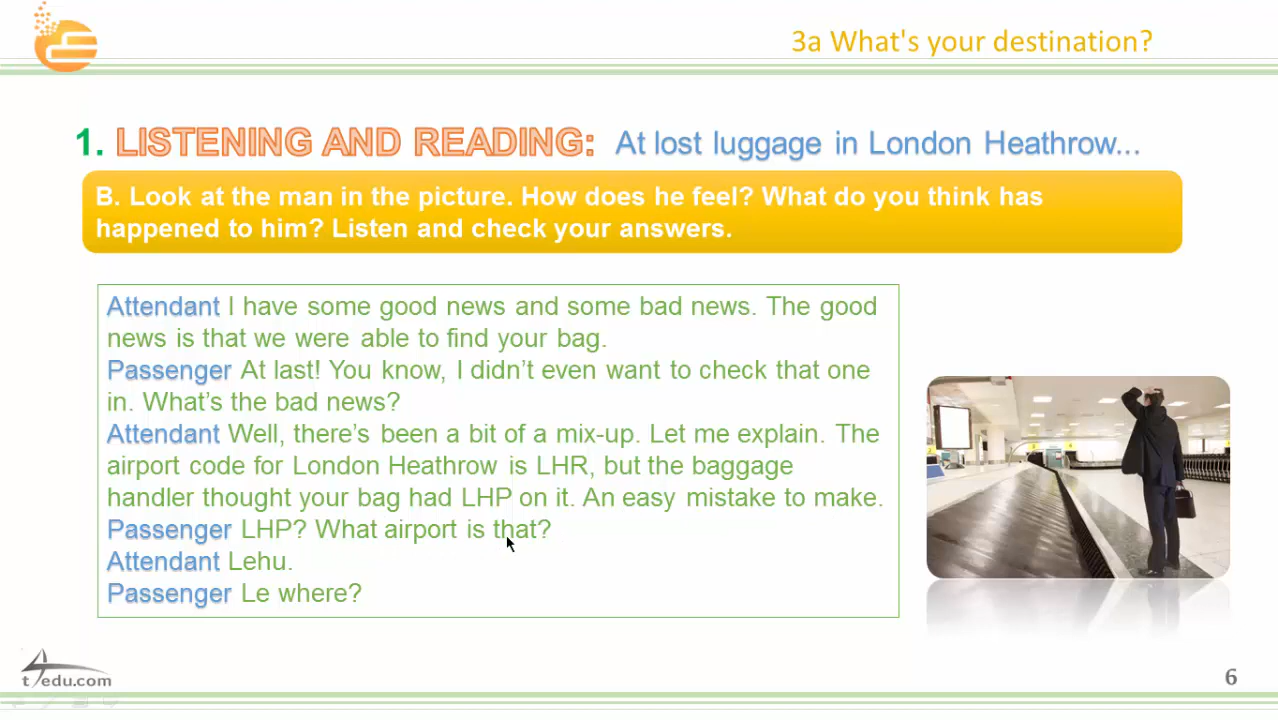 3a What's your destination?
1. LISTENING AND READING: At lost luggage in London Heathrow...
B. Look at the man in the picture. How does he feel? What do you think has
happened to him? Listen and check your answers.
Attendant I have some good news and some bad news. The good
news is that we were able to find your bag.
Passenger At last! You know, I didn’t even want to check that one
in. What’s the bad news?
Attendant Well, there’s been a bit of a mix-up. Let me explain. The
airport code for London Heathrow is LHR, but the baggage
handler thought your bag had LHP on it. An easy mistake to make.
Passenger LHP? What airport is that?
Attendant Lehu.
Passenger Le where?
t7edu.com
6